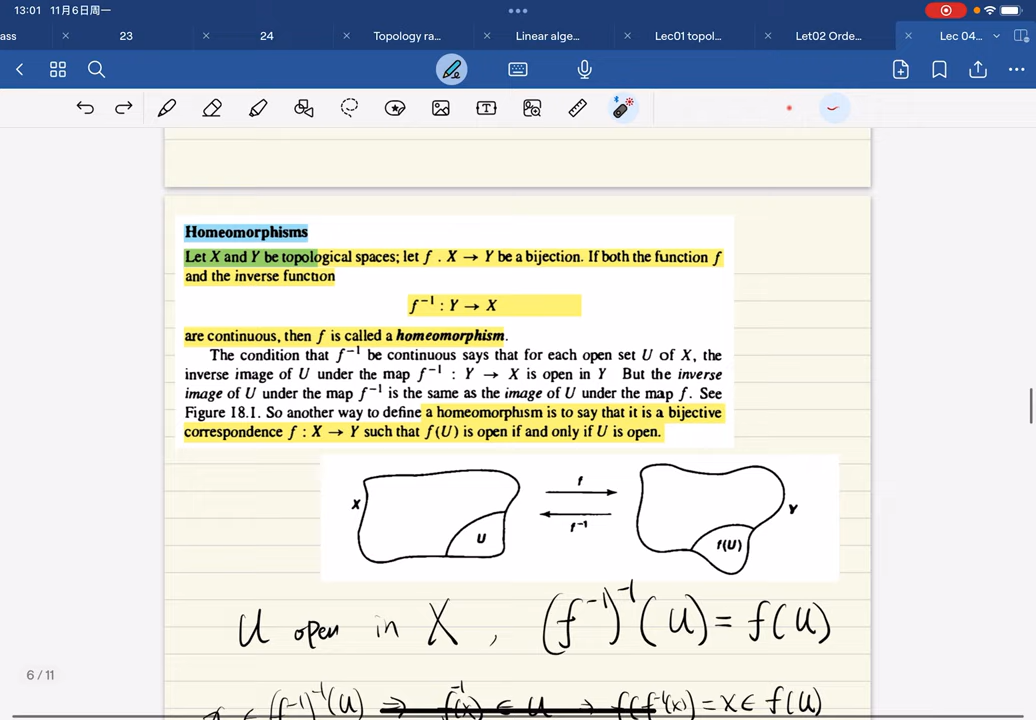 13:01 11月6日周一
ass
23
24
Topology ra...
Linear alge...
Lec01 topol...
Let02 Orde...
Lec 04...
Homeomorphisms
Let X and Y be topological spaces; let f . X → Y be a bijection. If both the function f
and the inverse function
f⁻¹ : Y → X
are continuous, then f is called a homeomorphism.
The condition that f⁻¹ be continuous says that for each open set U of X, the
inverse image of U under the map f⁻¹ : Y → X is open in Y But the inverse
image of U under the map f⁻¹ is the same as the image of U under the map f. See
Figure 18.1. So another way to define a homeomorphism is to say that it is a bijective
correspondence f : X → Y such that f(U) is open if and only if U is open.
X
U
f
f⁻¹
Y
f(U)
U open in X , (f⁻¹)⁻¹(U) = f(U)
6 / 11
x ∈ (f⁻¹)⁻¹(U) ⇒ f⁻¹(x) ∈ U → f(f⁻¹(x)) = x ∈ f(U)